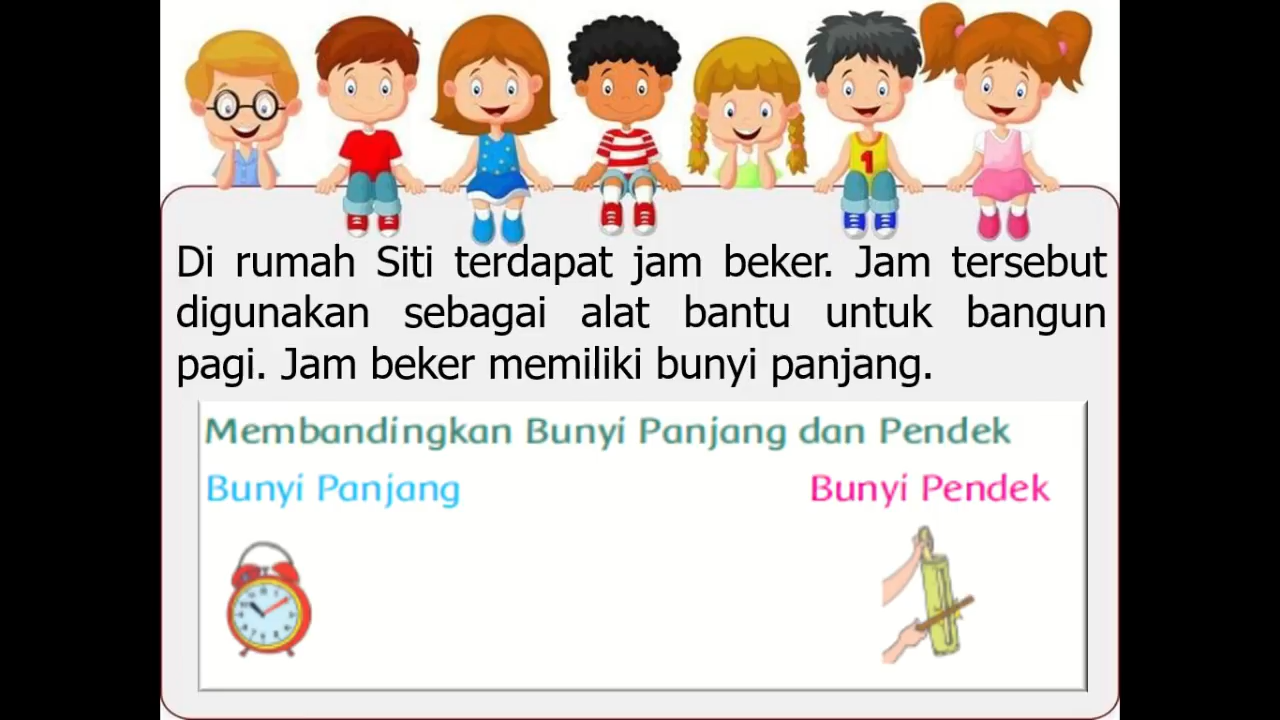 Di rumah Siti terdapat jam beker. Jam tersebut
digunakan sebagai alat bantu untuk bangun
pagi. Jam beker memiliki bunyi panjang.
Membandingkan Bunyi Panjang dan Pendek
Bunyi Panjang
Bunyi Pendek
1